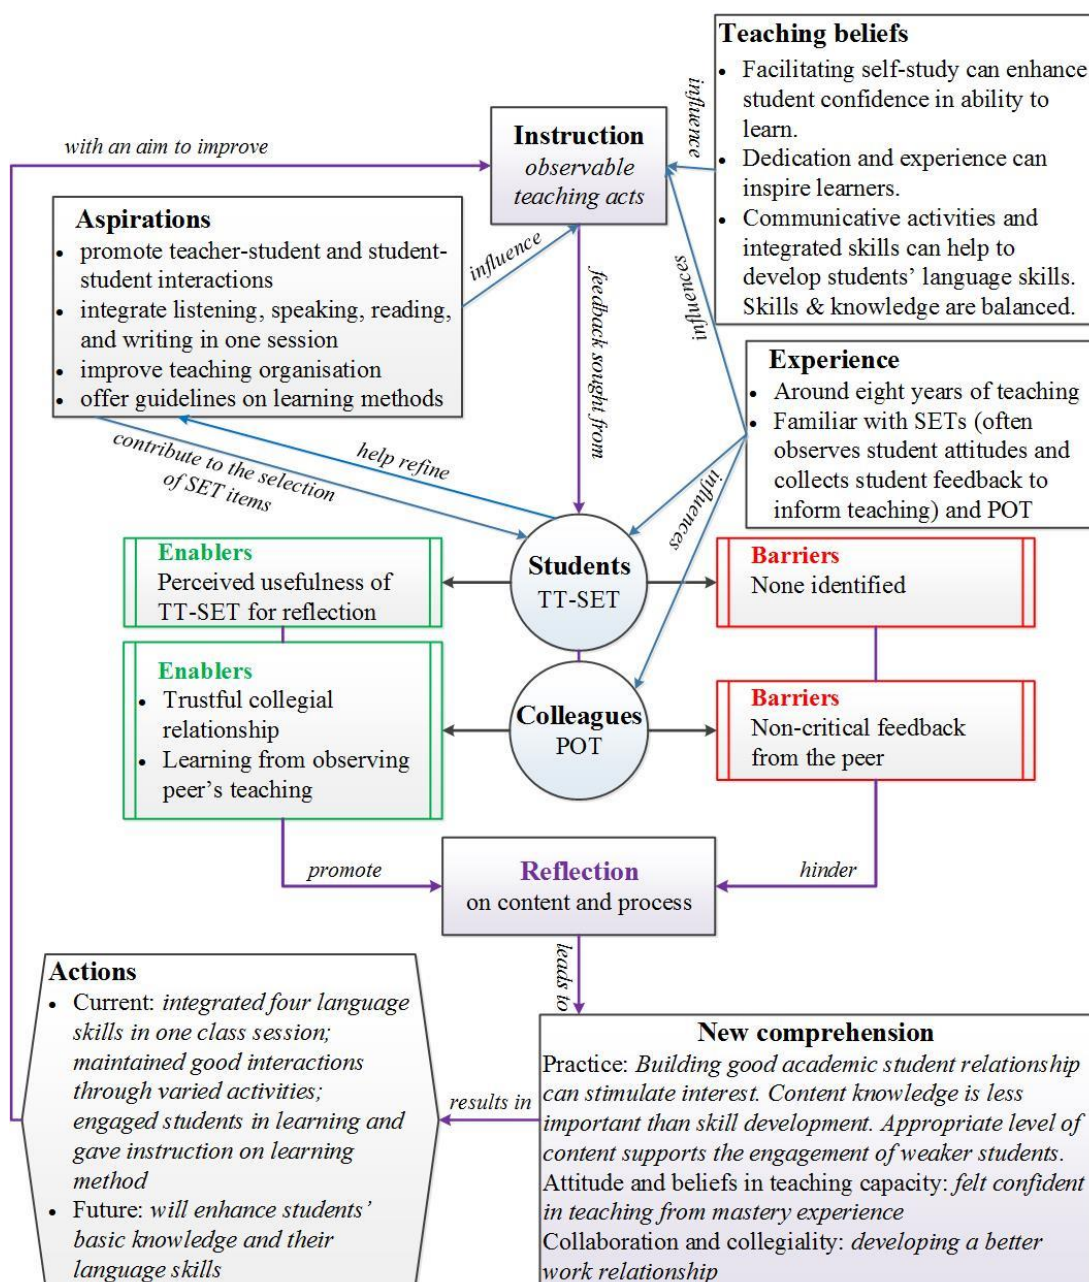 Teaching beliefs
• Facilitating self-study can enhance
student confidence in ability to
learn.
• Dedication and experience can
inspire learners.
• Communicative activities and
integrated skills can help to
develop students' language skills.
Skills & knowledge are balanced.
influence
Instruction
observable
teaching acts
with an aim to improve
Aspirations
• promote teacher-student and student-
student interactions
• integrate listening, speaking, reading,
and writing in one session
• improve teaching organisation
• offer guidelines on learning methods
influence
influences
feedback sought from
Experience
• Around eight years of teaching
• Familiar with SETs (often
observes student attitudes and
collects student feedback to
inform teaching) and POT
contribute to the selection
of SET items
help refine
influences
Enablers
Perceived usefulness of
TT-SET for reflection
Students
TT-SET
Barriers
None identified
Enablers
• Trustful collegial
relationship
• Learning from observing
peer's teaching
Colleagues
POT
Barriers
Non-critical feedback
from the peer
promote
Reflection
on content and process
hinder
leads to
Actions
• Current: integrated four language
skills in one class session;
maintained good interactions
through varied activities;
engaged students in learning and
gave instruction on learning
method
• Future: will enhance students'
basic knowledge and their
language skills
results in
New comprehension
Practice: Building good academic student relationship
can stimulate interest. Content knowledge is less
important than skill development. Appropriate level of
content supports the engagement of weaker students.
Attitude and beliefs in teaching capacity: felt confident
in teaching from mastery experience
Collaboration and collegiality: developing a better
work relationship